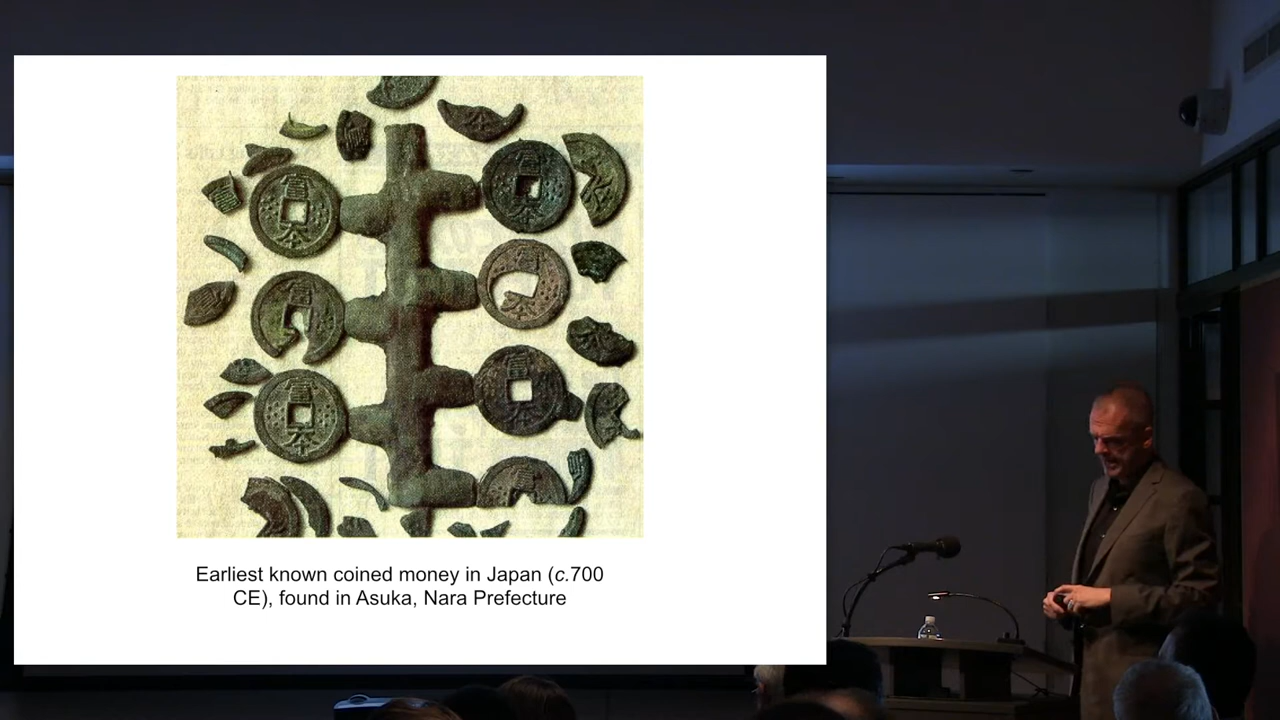 Earliest known coined money in Japan (c.700
CE), found in Asuka, Nara Prefecture